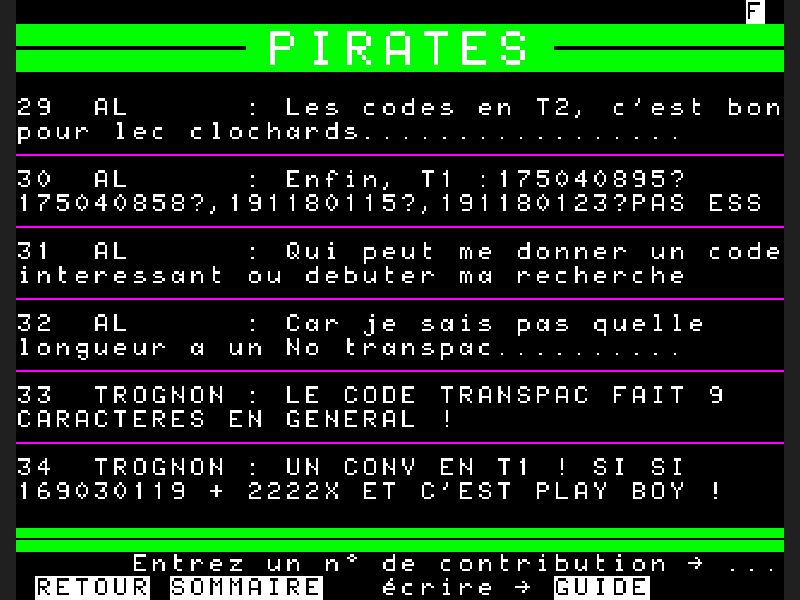 F
PIRATES
29  AL      : Les codes en T2, c'est bon
pour lec clochards.................
30  AL      : Enfin, T1 :175040895?
175040858?,191180115?,191180123?PAS ESS
31  AL      : Qui peut me donner un code
interessant ou debuter ma recherche
32  AL      : Car je sais pas quelle
longueur a un No transpac..........
33  TROGNON : LE CODE TRANSPAC FAIT 9
CARACTERES EN GENERAL !
34  TROGNON : UN CONV EN T1 ! SI SI
169030119 + 2222X ET C'EST PLAY BOY !
Entrez un n° de contribution → ...
RETOUR SOMMAIRE   écrire → GUIDE